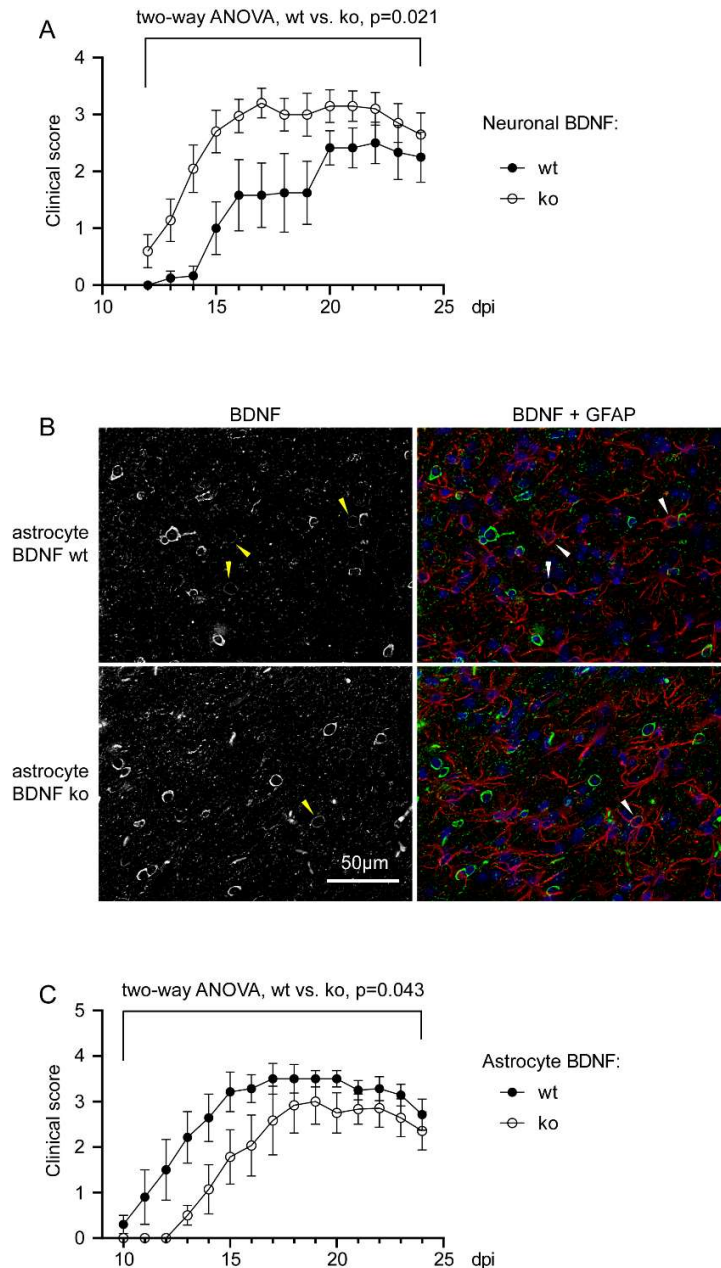 A
two-way ANOVA, wt vs. ko, p=0.021
4
3
2
1
0
Clinical score
10
15
20
25
dpi
Neuronal BDNF:
wt
ko
B
BDNF
BDNF + GFAP
astrocyte
BDNF wt
astrocyte
BDNF ko
50µm
C
two-way ANOVA, wt vs. ko, p=0.043
5
4
3
2
1
0
Clinical score
10
15
20
25
dpi
Astrocyte BDNF:
wt
ko